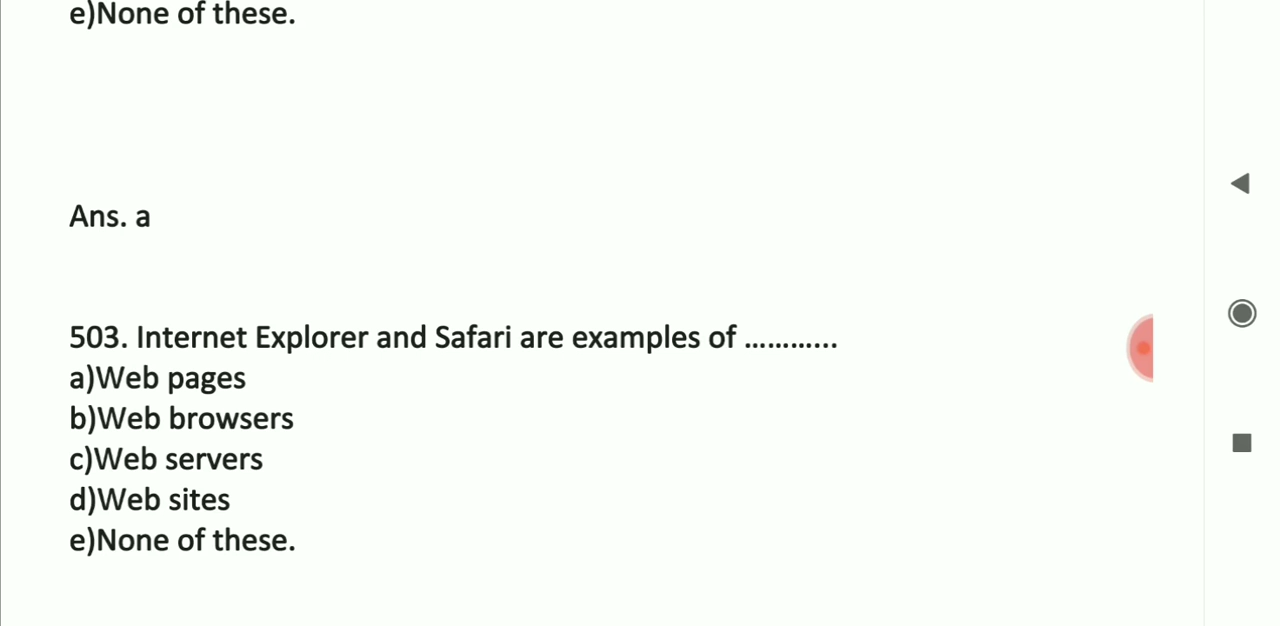 e)None of these.
Ans. a
503. Internet Explorer and Safari are examples of ............
a)Web pages
b)Web browsers
c)Web servers
d)Web sites
e)None of these.